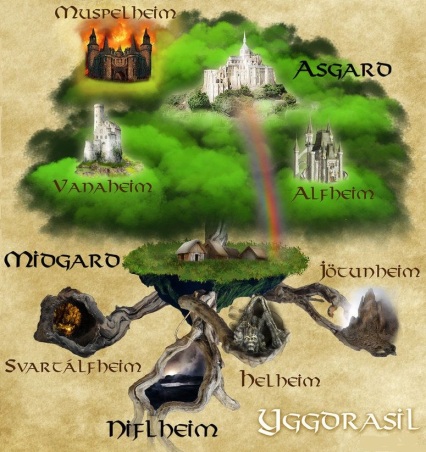 Muspelheim
Asgard
Vanaheim
Alfheim
Midgard
Jötunheim
Svartálfheim
Helheim
Niflheim
Yggdrasil